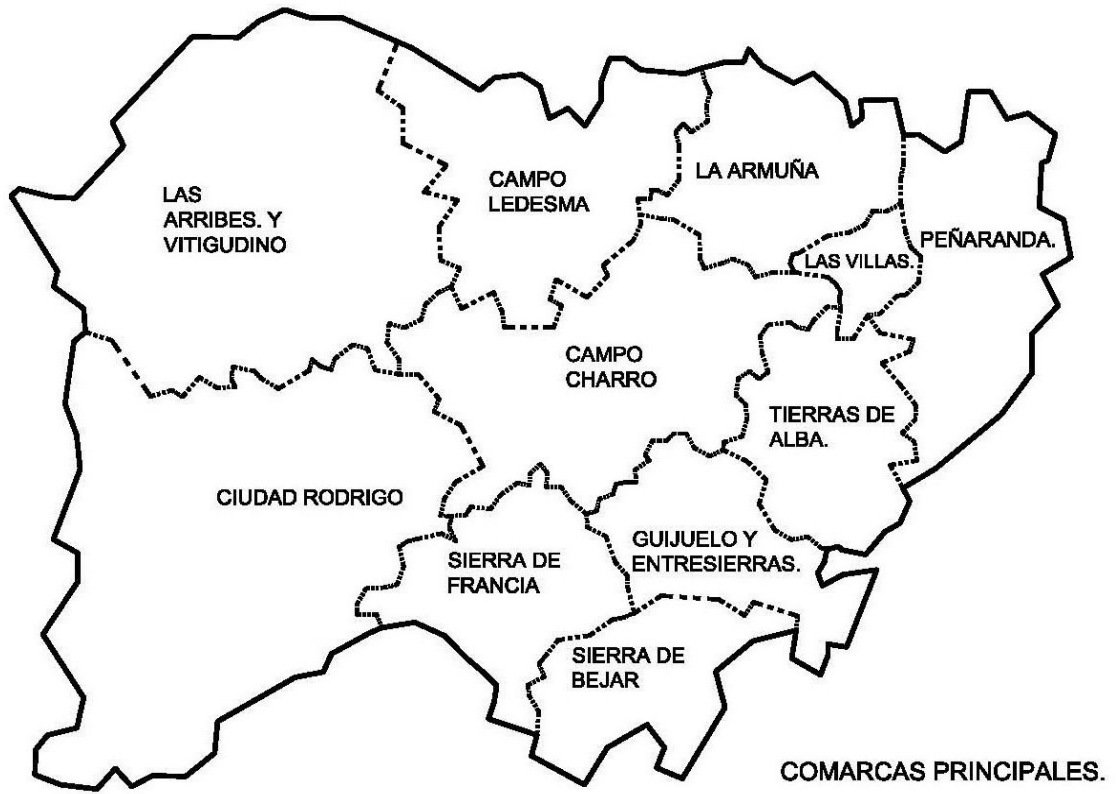 LAS
ARRIBES. Y
VITIGUDINO
CAMPO
LEDESMA
LA ARMUÑA
PEÑARANDA.
LAS VILLAS.
CAMPO
CHARRO
TIERRAS DE
ALBA.
CIUDAD RODRIGO
SIERRA DE
FRANCIA
GUIJUELO Y
ENTRESIERRAS.
SIERRA DE
BEJAR
COMARCAS PRINCIPALES.